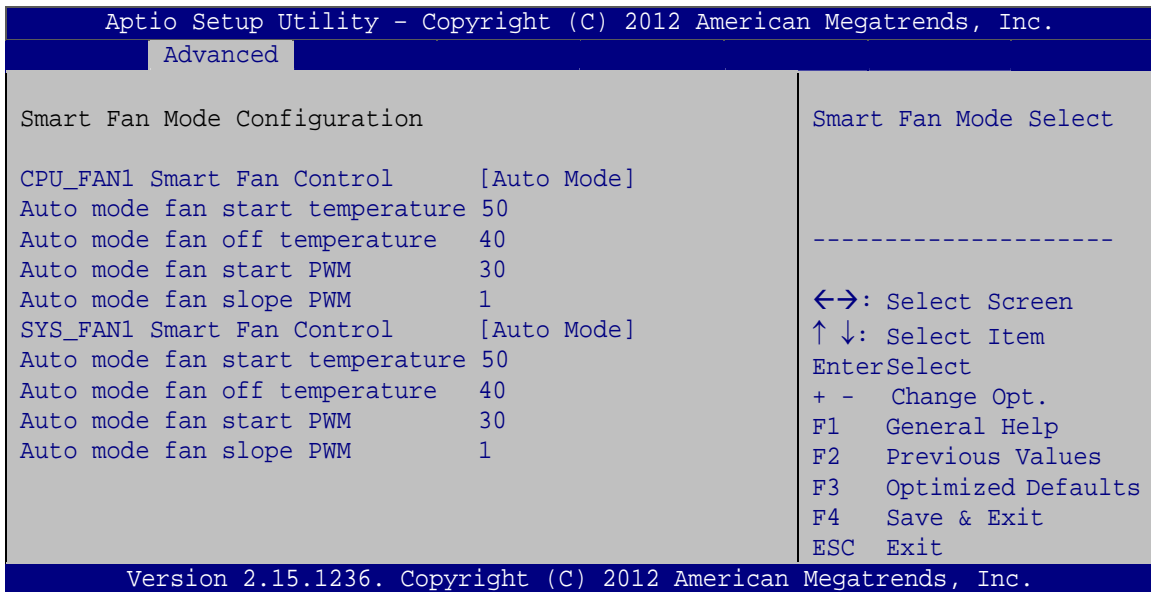 Aptio Setup Utility – Copyright (C) 2012 American Megatrends, Inc.
Advanced
Smart Fan Mode Configuration
CPU_FAN1 Smart Fan Control [Auto Mode]
Auto mode fan start temperature 50
Auto mode fan off temperature 40
Auto mode fan start PWM 30
Auto mode fan slope PWM 1
SYS_FAN1 Smart Fan Control [Auto Mode]
Auto mode fan start temperature 50
Auto mode fan off temperature 40
Auto mode fan start PWM 30
Auto mode fan slope PWM 1
Smart Fan Mode Select
---------------------
←→: Select Screen
↑ ↓: Select Item
EnterSelect
+ - Change Opt.
F1 General Help
F2 Previous Values
F3 Optimized Defaults
F4 Save & Exit
ESC Exit
Version 2.15.1236. Copyright (C) 2012 American Megatrends, Inc.